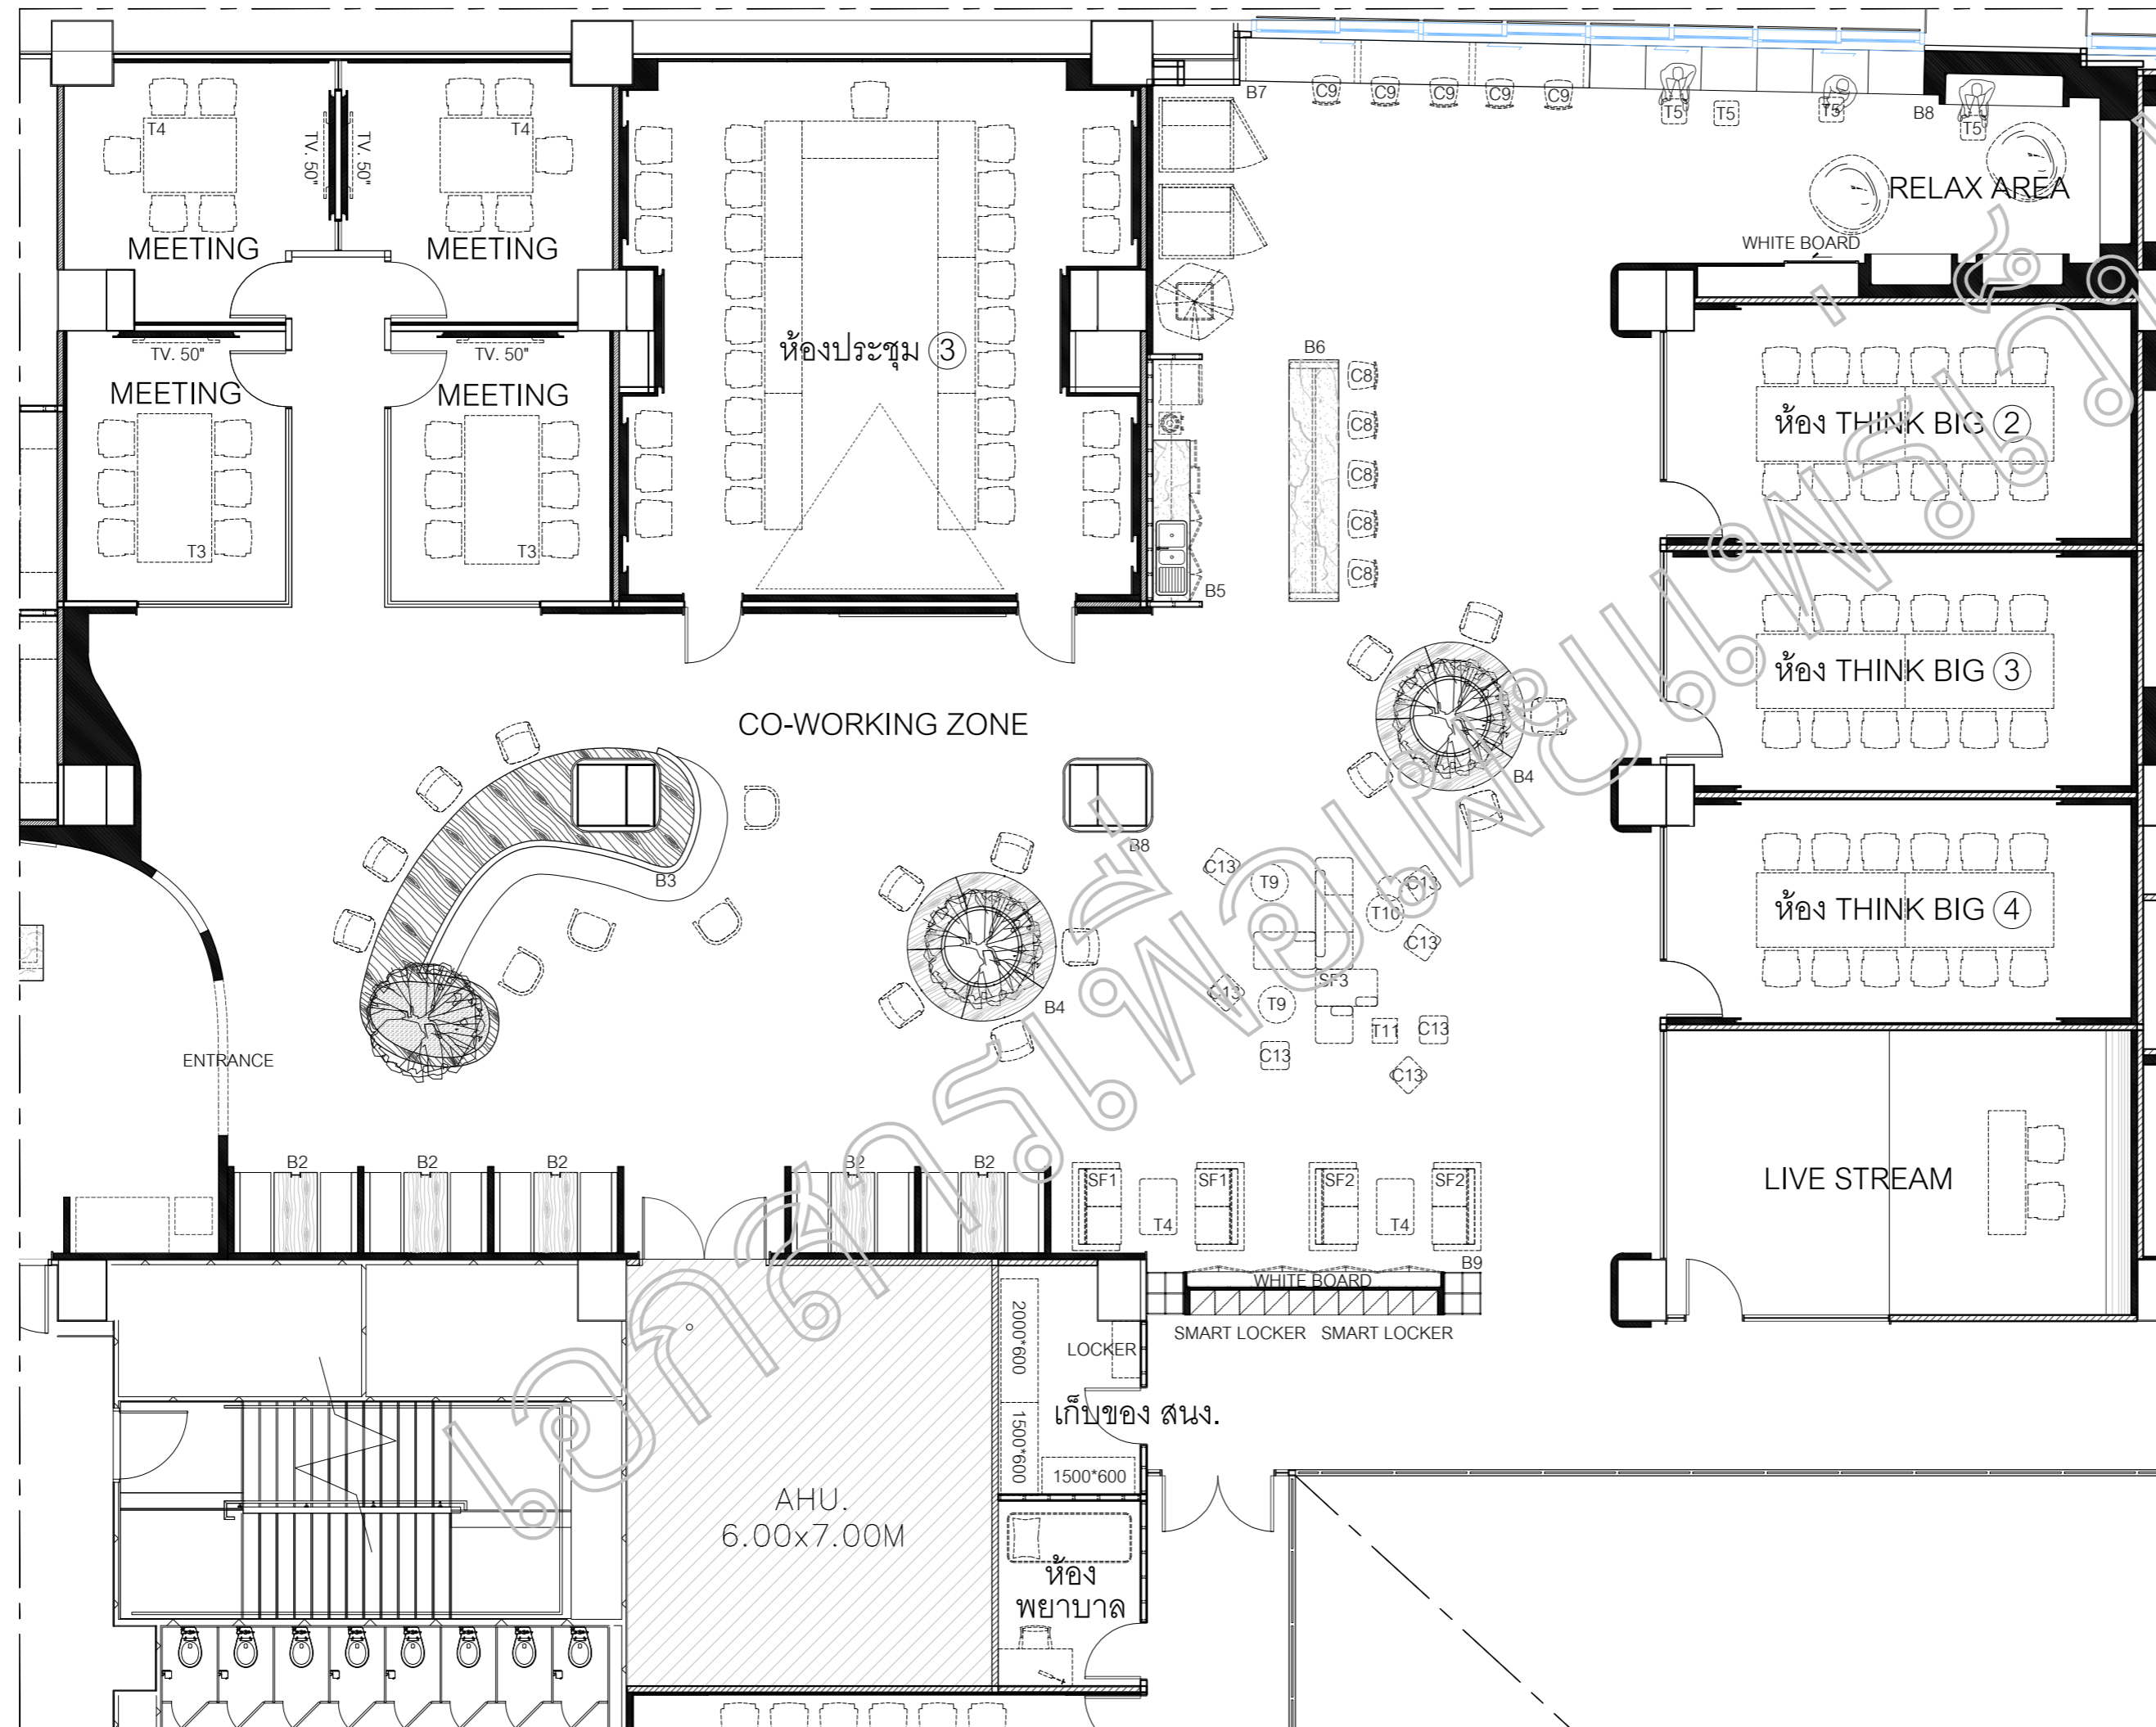 B7
C9
C9
C9
C9
C9
T5
T5
T5
B8
T5
T4
TV. 50"
TV. 50"
T4
MEETING
MEETING
RELAX AREA
WHITE BOARD
TV. 50"
TV. 50"
MEETING
MEETING
ห้องประชุม 3
B6
C8
C8
C8
C8
C8
ห้อง THINK BIG 2
T3
T3
B5
ห้อง THINK BIG 3
CO-WORKING ZONE
B4
B8
B3
C13
T9
C13
T10
C13
ห้อง THINK BIG 4
SF3
C13
T9
B4
T11
C13
C13
C13
ENTRANCE
B2
B2
B2
B2
B2
SF1
SF1
SF2
SF2
T4
T4
LIVE STREAM
B9
WHITE BOARD
SMART LOCKER
SMART LOCKER
2000*600
LOCKER
เก็บของ สนง.
1500*600
1500*600
AHU.
6.00x7.00M
ห้อง
พยาบาล